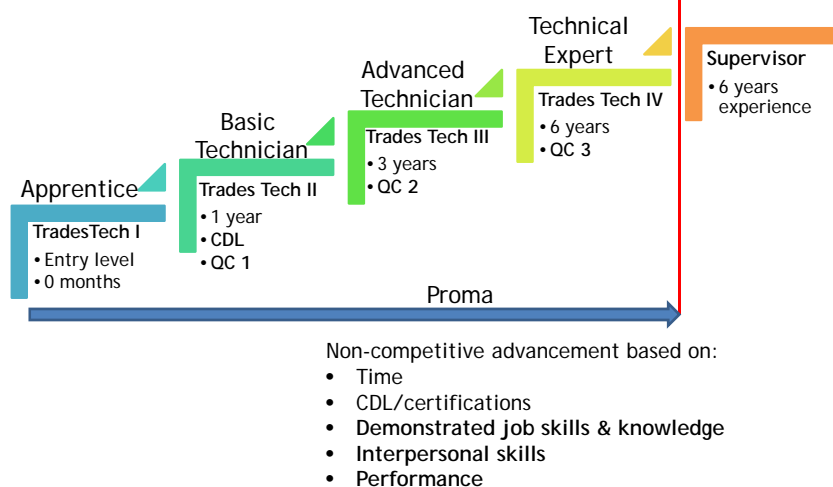 Apprentice
TradesTech I
• Entry level
• 0 months
Basic
Technician
Trades Tech II
• 1 year
• CDL
• QC 1
Advanced
Technician
Trades Tech III
• 3 years
• QC 2
Technical
Expert
Trades Tech IV
• 6 years
• QC 3
Supervisor
• 6 years
experience
Proma
Non-competitive advancement based on:
• Time
• CDL/certifications
• Demonstrated job skills & knowledge
• Interpersonal skills
• Performance